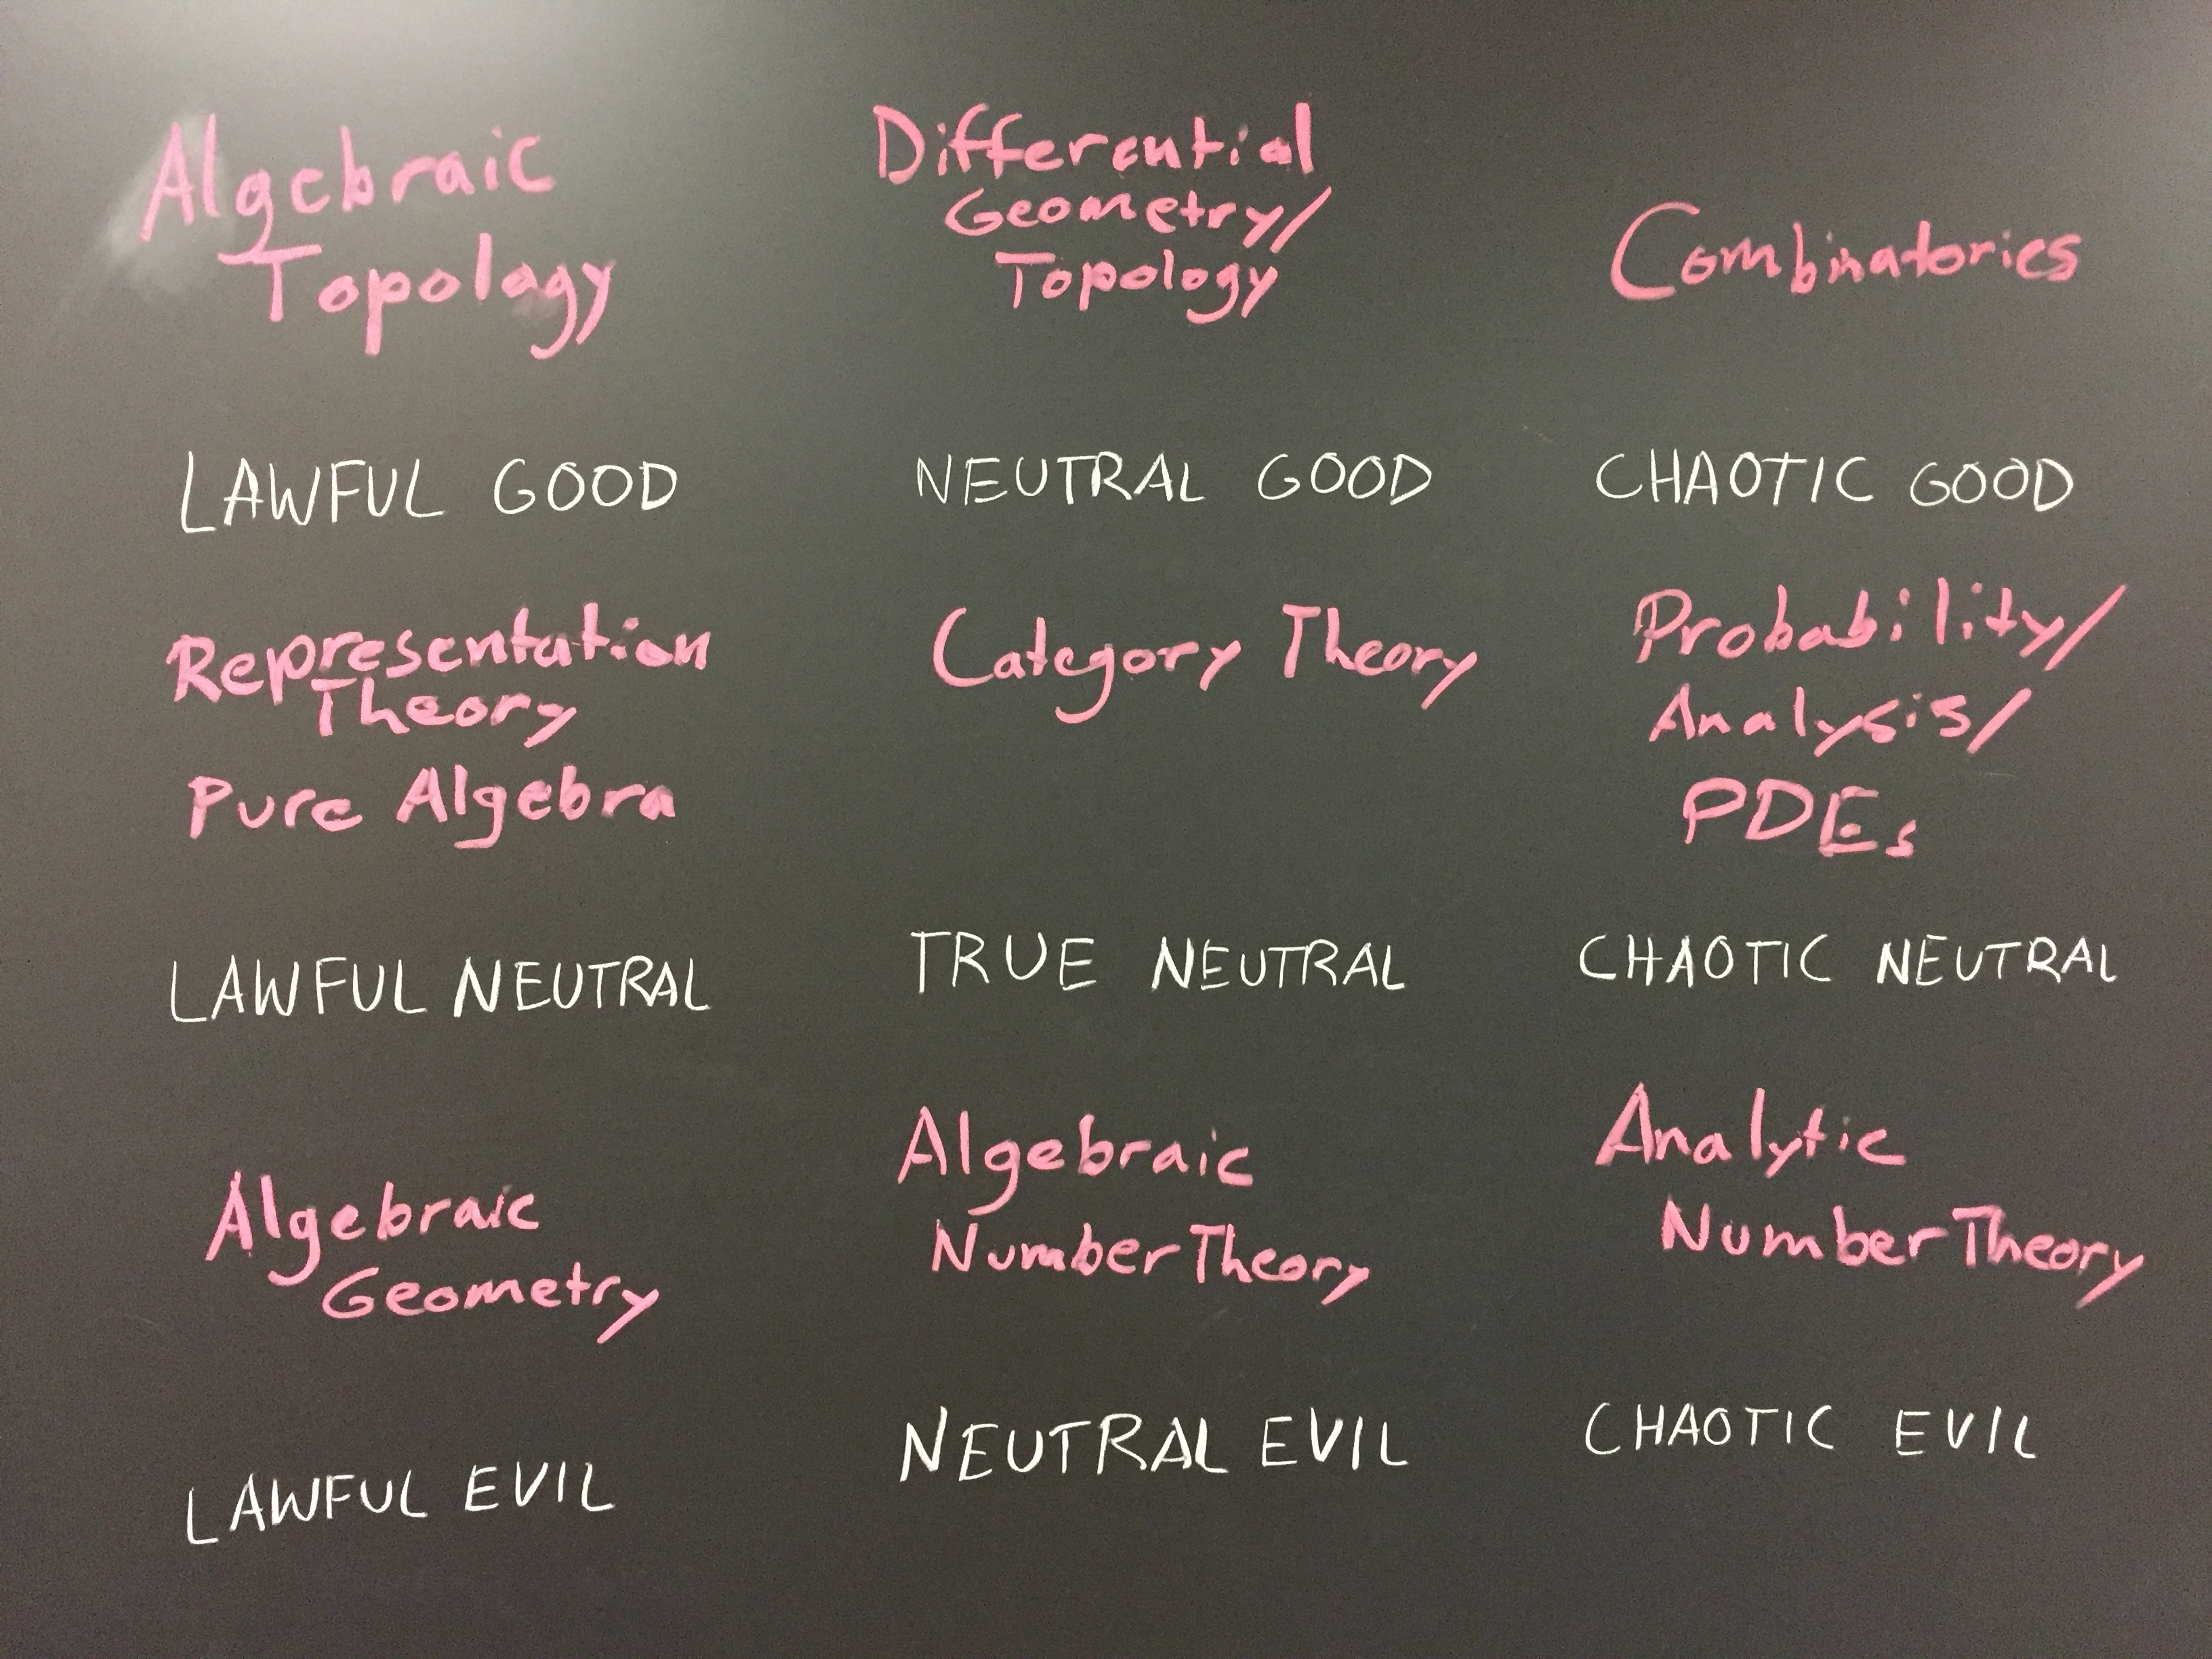 Algebraic
Topology
Differential
Geometry/
Topology
Combinatorics
LAWFUL GOOD
NEUTRAL GOOD
CHAOTIC GOOD
Representation
Theory
Pure Algebra
Category Theory
Probability/
Analysis/
PDEs
LAWFUL NEUTRAL
TRUE NEUTRAL
CHAOTIC NEUTRAL
Algebraic
Geometry
Algebraic
Number Theory
Analytic
Number Theory
LAWFUL EVIL
NEUTRAL EVIL
CHAOTIC EVIL